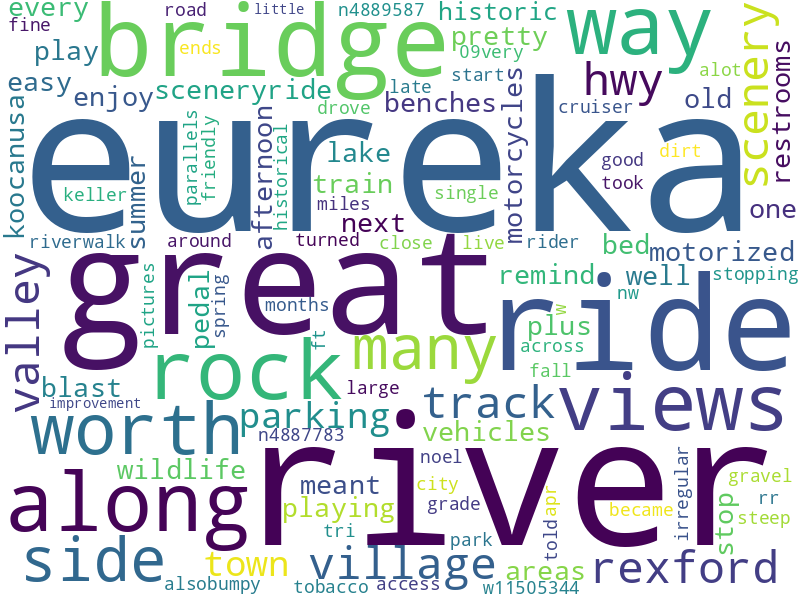 every road little n4889587 historic
fine bridge way
play ends pretty scenery
09very
easy sceneryride late start hwy alot restrooms
enjoy drove benches cruiser old
koocanusa eureka
summer parallels friendly afternoon historical lake motorcycles good dirt
keller train single took
miles one
next
riverwalk around turned close live rider bed motorized
valley great remind well stopping
pictures pedal spring months ride nw
ft w plus
rock many across
blast large fall
improvement track views
worth parking
n4887783 vehicles
along river noel irregular
wildlife meant city gravel
playing grade told apr became stop rr
steep
tri
side town village park areas rexford
alsobumpy tobacco access w11505344